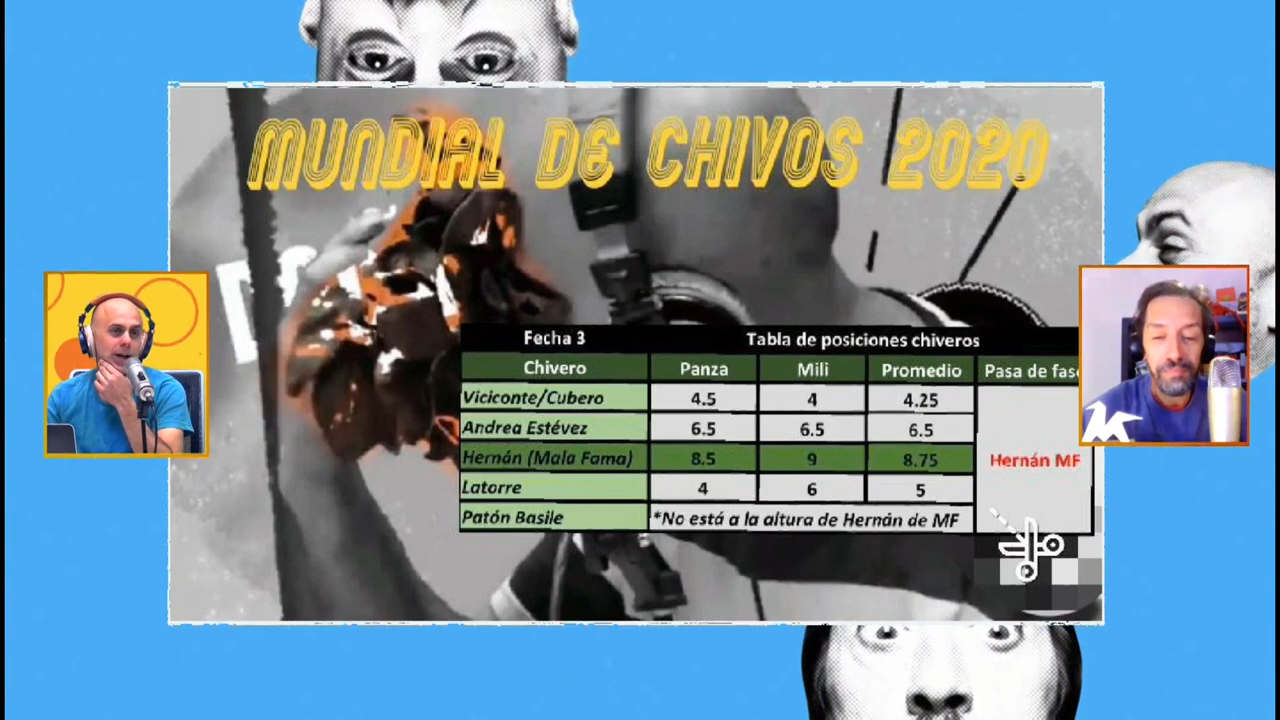 MUNDIAL DE CHIVOS 2020
Fecha 3 Tabla de posiciones chiveros
Chivero Panza Mili Promedio Pasa de fase
Viciconte/Cubero 4.5 4 4.25
Andrea Estévez 6.5 6.5 6.5
Hernán (Mala Fama) 8.5 9 8.75 Hernán MF
Latorre 4 6 5
Patón Basile *No está a la altura de Hernán de MF